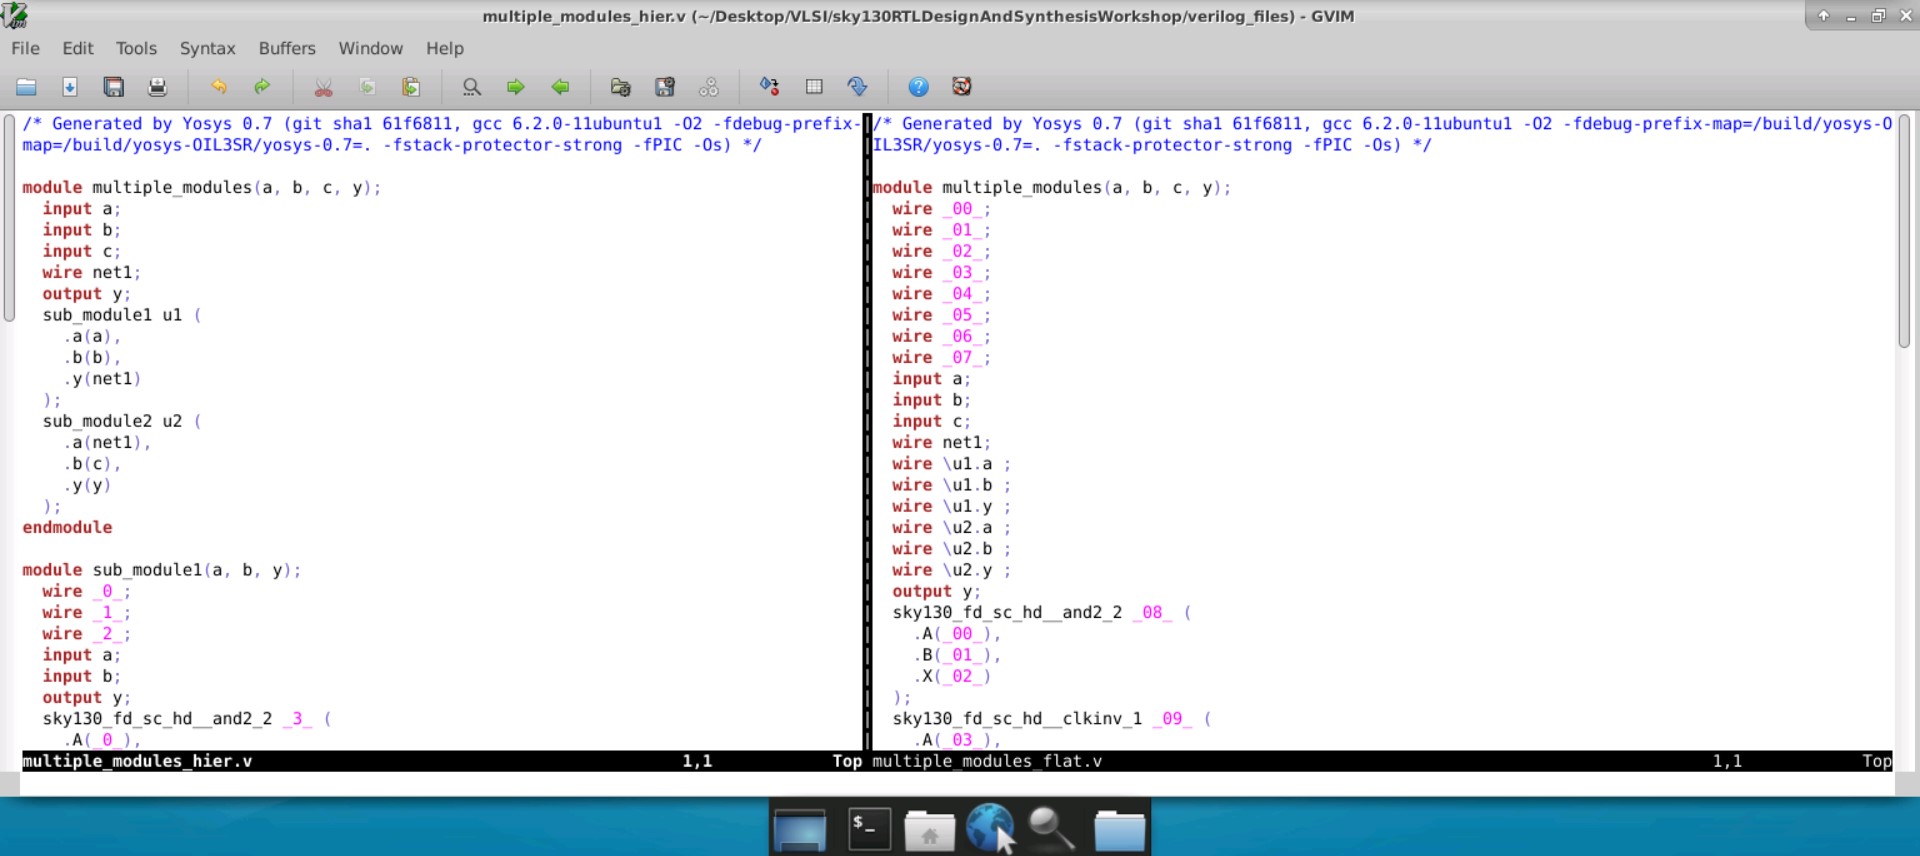 multiple_modules_hier.v (~/Desktop/VLSI/sky130RTLDesignAndSynthesisWorkshop/verilog_files) - GVIM
File Edit Tools Syntax Buffers Window Help
/* Generated by Yosys 0.7 (git sha1 61f6811, gcc 6.2.0-11ubuntu1 -O2 -fdebug-prefix-
map=/build/yosys-OIL3SR/yosys-0.7=. -fstack-protector-strong -fPIC -Os) */
module multiple_modules(a, b, c, y);
  input a;
  input b;
  input c;
  wire net1;
  output y;
  sub_module1 u1 (
    .a(a),
    .b(b),
    .y(net1)
  );
  sub_module2 u2 (
    .a(net1),
    .b(c),
    .y(y)
  );
endmodule
module sub_module1(a, b, y);
  wire _0_;
  wire _1_;
  wire _2_;
  input a;
  input b;
  output y;
  sky130_fd_sc_hd__and2_2 _3_ (
    .A(_0_),
multiple_modules_hier.v 1,1 Top
/* Generated by Yosys 0.7 (git sha1 61f6811, gcc 6.2.0-11ubuntu1 -O2 -fdebug-prefix-map=/build/yosys-O
IL3SR/yosys-0.7=. -fstack-protector-strong -fPIC -Os) */
module multiple_modules(a, b, c, y);
  wire _00_;
  wire _01_;
  wire _02_;
  wire _03_;
  wire _04_;
  wire _05_;
  wire _06_;
  wire _07_;
  input a;
  input b;
  input c;
  wire net1;
  wire \u1.a ;
  wire \u1.b ;
  wire \u1.y ;
  wire \u2.a ;
  wire \u2.b ;
  wire \u2.y ;
  output y;
  sky130_fd_sc_hd__and2_2 _08_ (
    .A(_00_),
    .B(_01_),
    .X(_02_)
  );
  sky130_fd_sc_hd__clkinv_1 _09_ (
    .A(_03_),
multiple_modules_flat.v 1,1 Top
$_